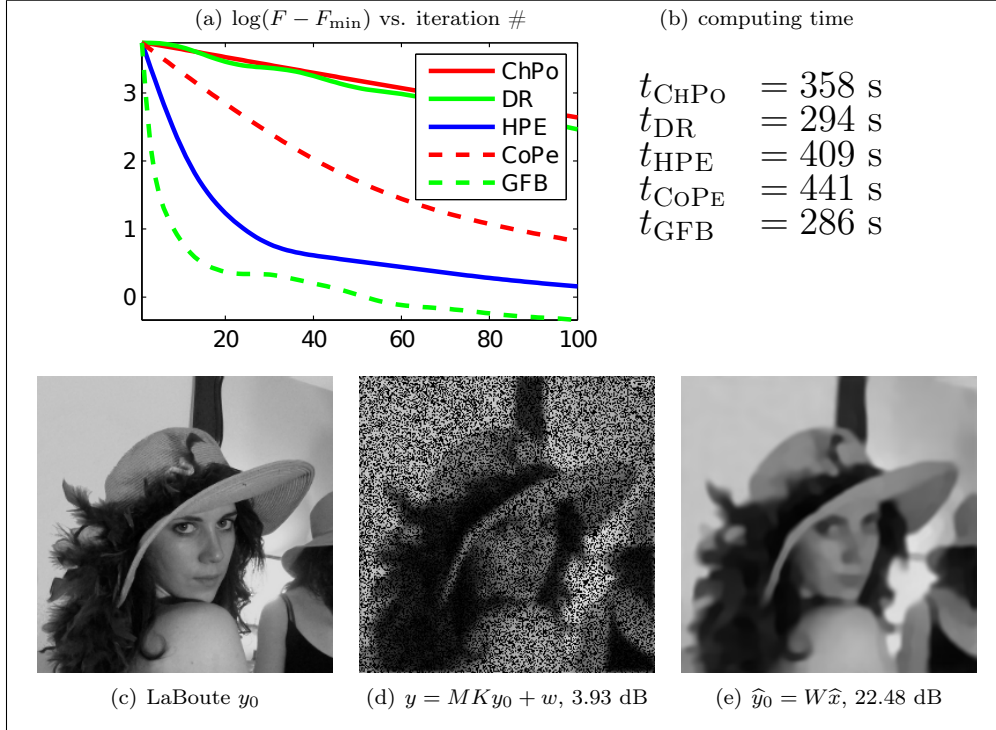 (a) log(F − F_min) vs. iteration #
(b) computing time
3
2
1
0
20 40 60 80 100
ChPo
DR
HPE
CoPe
GFB
t_ChPo = 358 s
t_DR = 294 s
t_HPE = 409 s
t_CoPe = 441 s
t_GFB = 286 s
(c) LaBoute y_0
(d) y = MKy_0 + w, 3.93 dB
(e) ŷ_0 = Wx̂, 22.48 dB